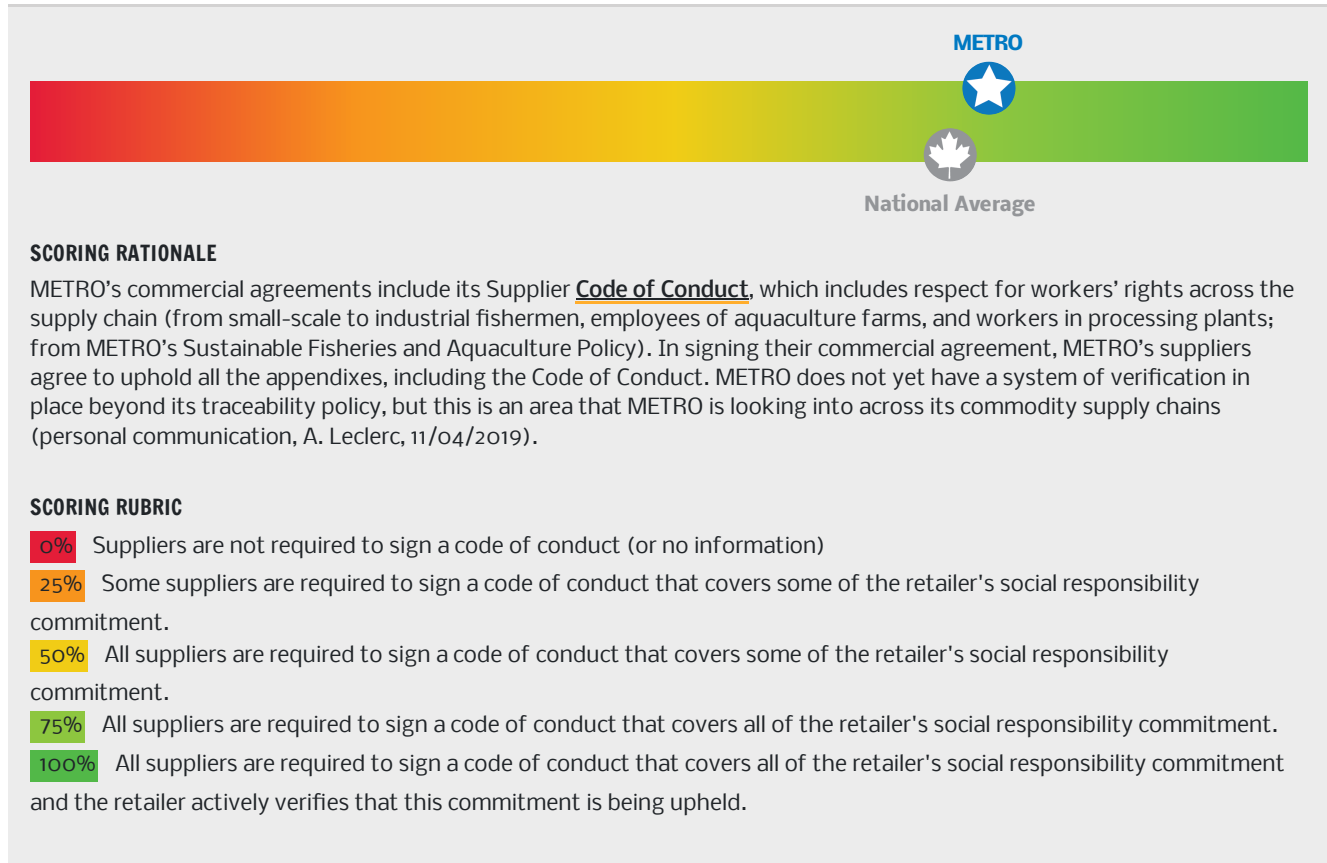 METRO
National Average
SCORING RATIONALE
METRO's commercial agreements include its Supplier Code of Conduct, which includes respect for workers' rights across the
supply chain (from small-scale to industrial fishermen, employees of aquaculture farms, and workers in processing plants;
from METRO's Sustainable Fisheries and Aquaculture Policy). In signing their commercial agreement, METRO's suppliers
agree to uphold all the appendixes, including the Code of Conduct. METRO does not yet have a system of verification in
place beyond its traceability policy, but this is an area that METRO is looking into across its commodity supply chains
(personal communication, A. Leclerc, 11/04/2019).
SCORING RUBRIC
0% Suppliers are not required to sign a code of conduct (or no information)
25% Some suppliers are required to sign a code of conduct that covers some of the retailer's social responsibility
commitment.
50% All suppliers are required to sign a code of conduct that covers some of the retailer's social responsibility
commitment.
75% All suppliers are required to sign a code of conduct that covers all of the retailer's social responsibility commitment.
100% All suppliers are required to sign a code of conduct that covers all of the retailer's social responsibility commitment
and the retailer actively verifies that this commitment is being upheld.